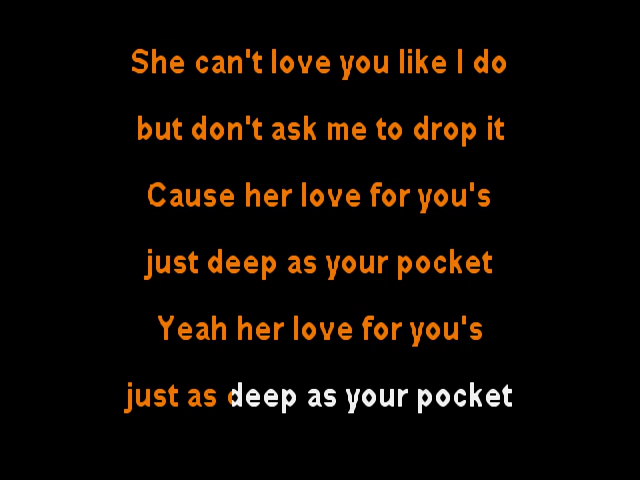 She can't love you like I do
but don't ask me to drop it
Cause her love for you's
just deep as your pocket
Yeah her love for you's
just as deep as your pocket